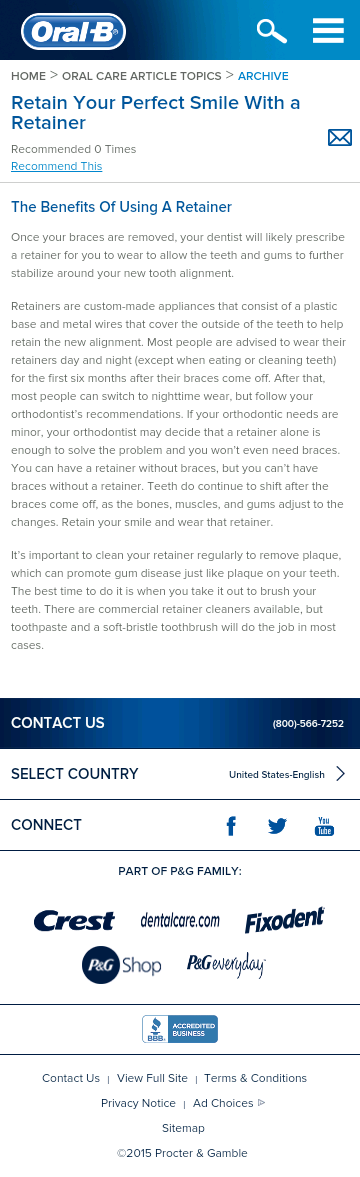 Oral-B
HOME > ORAL CARE ARTICLE TOPICS > ARCHIVE
Retain Your Perfect Smile With a
Retainer
Recommended 0 Times
Recommend This
The Benefits Of Using A Retainer
Once your braces are removed, your dentist will likely prescribe
a retainer for you to wear to allow the teeth and gums to further
stabilize around your new tooth alignment.
Retainers are custom-made appliances that consist of a plastic
base and metal wires that cover the outside of the teeth to help
retain the new alignment. Most people are advised to wear their
retainers day and night (except when eating or cleaning teeth)
for the first six months after their braces come off. After that,
most people can switch to nighttime wear, but follow your
orthodontist's recommendations. If your orthodontic needs are
minor, your orthodontist may decide that a retainer alone is
enough to solve the problem and you won't even need braces.
You can have a retainer without braces, but you can't have
braces without a retainer. Teeth do continue to shift after the
braces come off, as the bones, muscles, and gums adjust to the
changes. Retain your smile and wear that retainer.
It's important to clean your retainer regularly to remove plaque,
which can promote gum disease just like plaque on your teeth.
The best time to do it is when you take it out to brush your
teeth. There are commercial retainer cleaners available, but
toothpaste and a soft-bristle toothbrush will do the job in most
cases.
CONTACT US (800)-566-7252
SELECT COUNTRY United States-English
CONNECT f You Tube
PART OF P&G FAMILY:
Crest dentalcare.com Fixodent
P&G Shop P&G everyday
BBB ACCREDITED BUSINESS
Contact Us | View Full Site | Terms & Conditions
Privacy Notice | Ad Choices
Sitemap
©2015 Procter & Gamble